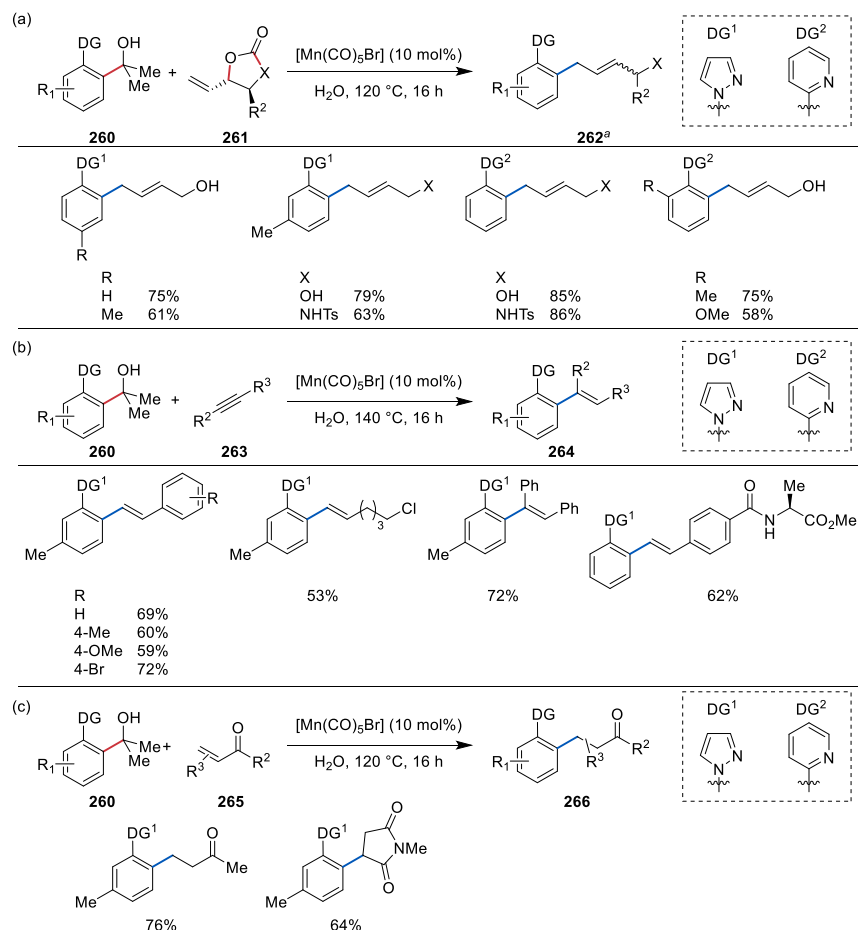 (a)
DG OH
Me
Me
R₁
+
O
O
X
R²
[Mn(CO)₅Br] (10 mol%)
H₂O, 120 °C, 16 h
DG
X
R²
R₁
DG¹ DG²
N N N
260 261 262ᵃ
DG¹
OH
R
DG¹
X
Me
DG²
X
DG²
R
OH
R
H 75%
Me 61%
X
OH 79%
NHTs 63%
X
OH 85%
NHTs 86%
R
Me 75%
OMe 58%
(b)
DG OH
Me
Me
R₁
+
R³
R²
[Mn(CO)₅Br] (10 mol%)
H₂O, 140 °C, 16 h
DG R²
R³
R₁
DG¹ DG²
N N N
260 263 264
DG¹
R
Me
DG¹
( )₃ Cl
Me
DG¹ Ph
Ph
Me
DG¹
O
N
H
Me
CO₂Me
R
H 69%
4-Me 60%
4-OMe 59%
4-Br 72%
53%
72%
62%
(c)
DG OH
Me
Me
R₁
+
O
R³ R²
[Mn(CO)₅Br] (10 mol%)
H₂O, 120 °C, 16 h
DG O
R²
R³
R₁
DG¹ DG²
N N N
260 265 266
DG¹ O
Me
Me
DG¹ O
NMe
O
Me
76% 64%